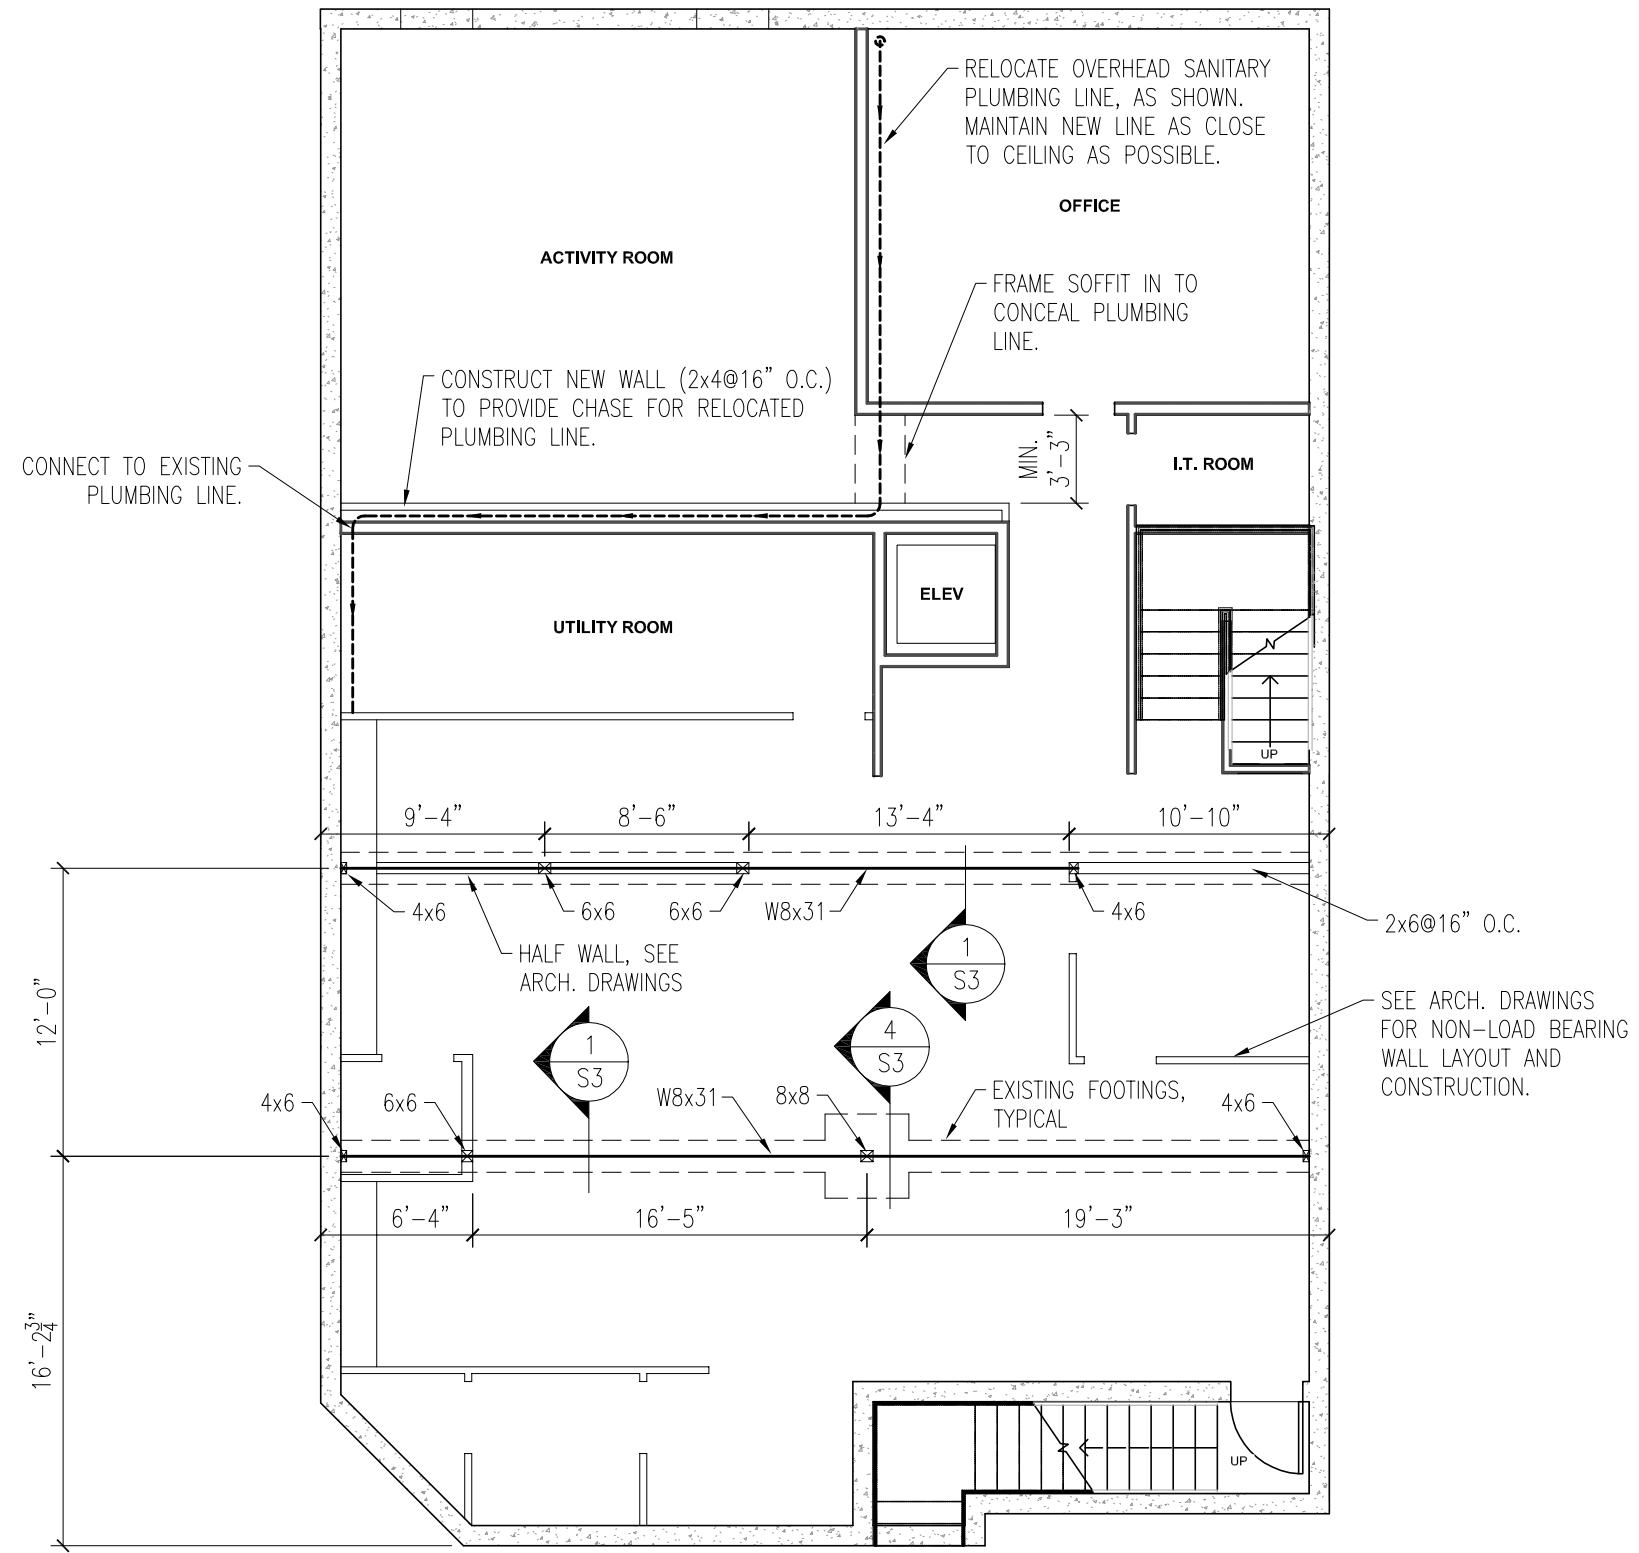 RELOCATE OVERHEAD SANITARY
PLUMBING LINE, AS SHOWN.
MAINTAIN NEW LINE AS CLOSE
TO CEILING AS POSSIBLE.
OFFICE
ACTIVITY ROOM
FRAME SOFFIT IN TO
CONCEAL PLUMBING
LINE.
CONSTRUCT NEW WALL (2x4@16" O.C.)
TO PROVIDE CHASE FOR RELOCATED
PLUMBING LINE.
CONNECT TO EXISTING
PLUMBING LINE.
MIN.
3'-3"
I.T. ROOM
ELEV
UTILITY ROOM
N
UP
9'-4"
8'-6"
13'-4"
10'-10"
4x6
6x6
6x6
W8x31
4x6
2x6@16" O.C.
HALF WALL, SEE
ARCH. DRAWINGS
1
S3
12'-0"
SEE ARCH. DRAWINGS
FOR NON-LOAD BEARING
WALL LAYOUT AND
CONSTRUCTION.
1
S3
4
S3
4x6
6x6
W8x31
8x8
EXISTING FOOTINGS,
TYPICAL
4x6
6'-4"
16'-5"
19'-3"
16'-2 3/4"
N
UP